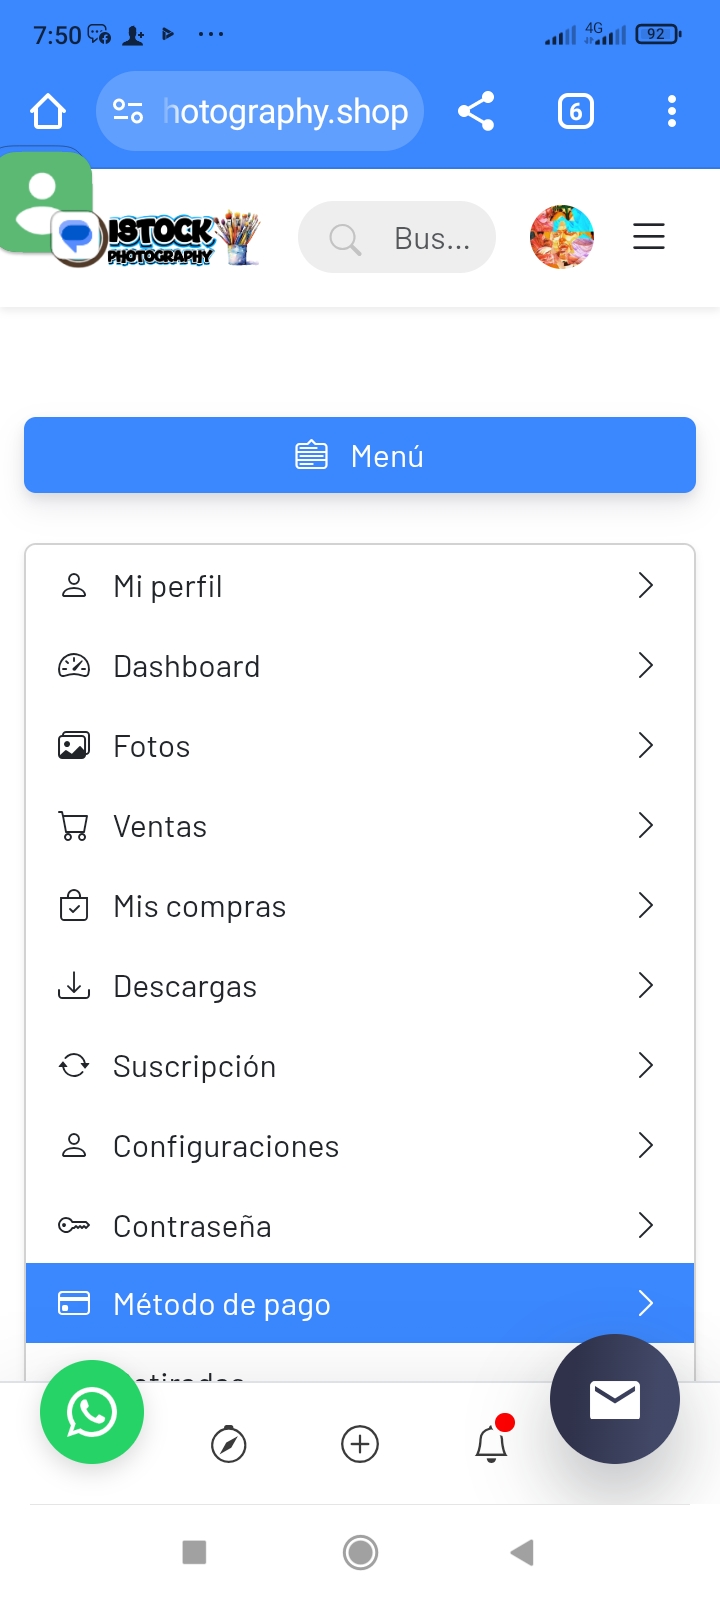 7:50
4G
92
hotography.shop
6
ISTOCK
PHOTOGRAPHY
Bus...
Menú
Mi perfil
Dashboard
Fotos
Ventas
Mis compras
Descargas
Suscripción
Configuraciones
Contraseña
Método de pago